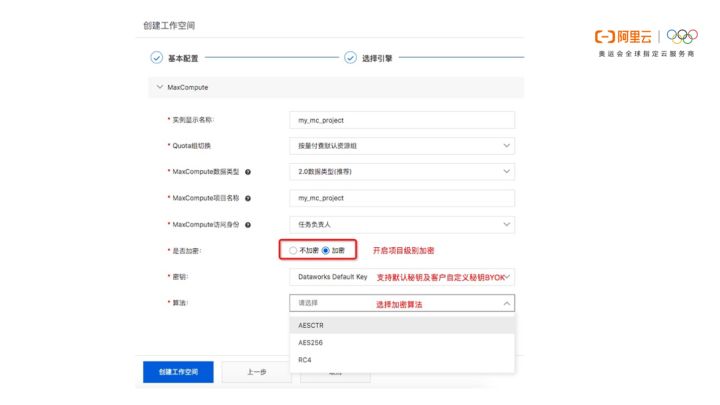 创建工作空间
阿里云
奥运会全球指定云服务商
基本配置
选择引擎
MaxCompute
* 实例显示名称:
my_mc_project
* Quota组切换
按量付费默认资源组
* MaxCompute数据类型
2.0数据类型(推荐)
* MaxCompute项目名称
my_mc_project
* MaxCompute访问身份
任务负责人
* 是否加密:
不加密 加密 开启项目级别加密
* 密钥:
Dataworks Default Key 支持默认秘钥及客户自定义秘钥BYOK
* 算法:
请选择 选择加密算法
AESCTR
AES256
RC4
创建工作空间
上一步
取消